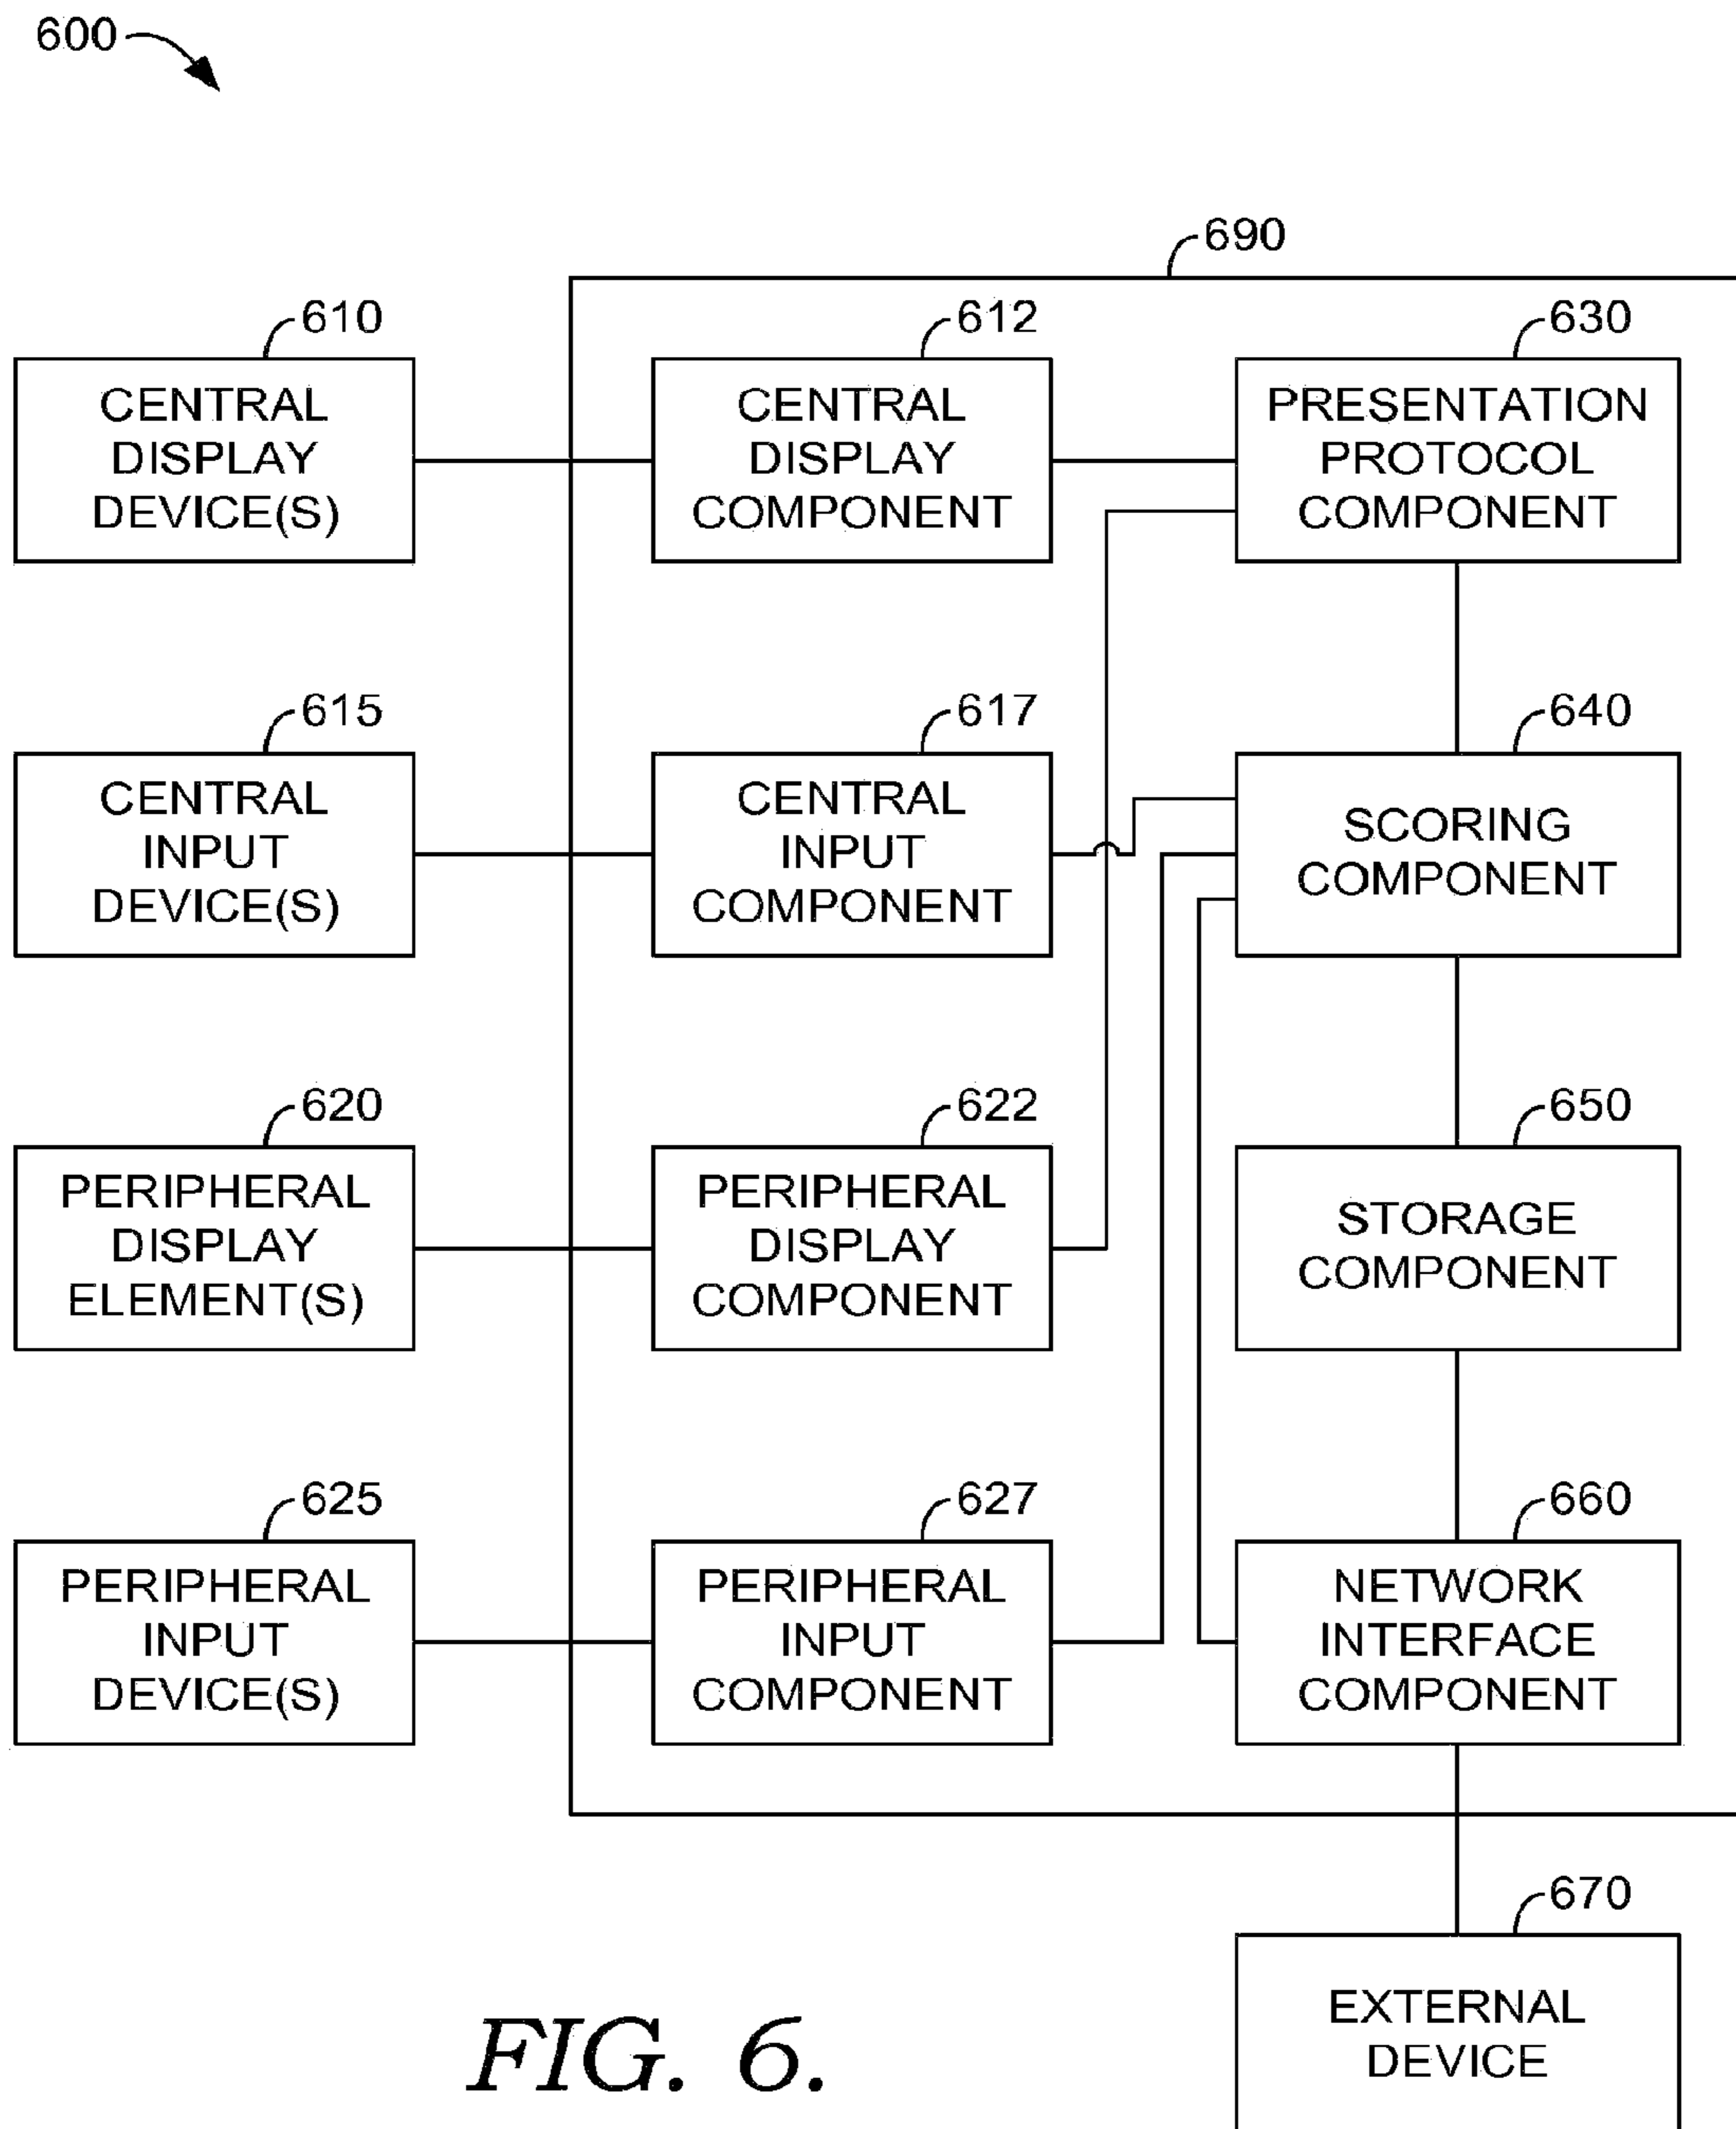 600
690
610
612
630
CENTRAL
DISPLAY
DEVICE(S)
CENTRAL
DISPLAY
COMPONENT
PRESENTATION
PROTOCOL
COMPONENT
615
617
640
CENTRAL
INPUT
DEVICE(S)
CENTRAL
INPUT
COMPONENT
SCORING
COMPONENT
620
622
650
PERIPHERAL
DISPLAY
ELEMENT(S)
PERIPHERAL
DISPLAY
COMPONENT
STORAGE
COMPONENT
625
627
660
PERIPHERAL
INPUT
DEVICE(S)
PERIPHERAL
INPUT
COMPONENT
NETWORK
INTERFACE
COMPONENT
670
EXTERNAL
DEVICE
FIG. 6.